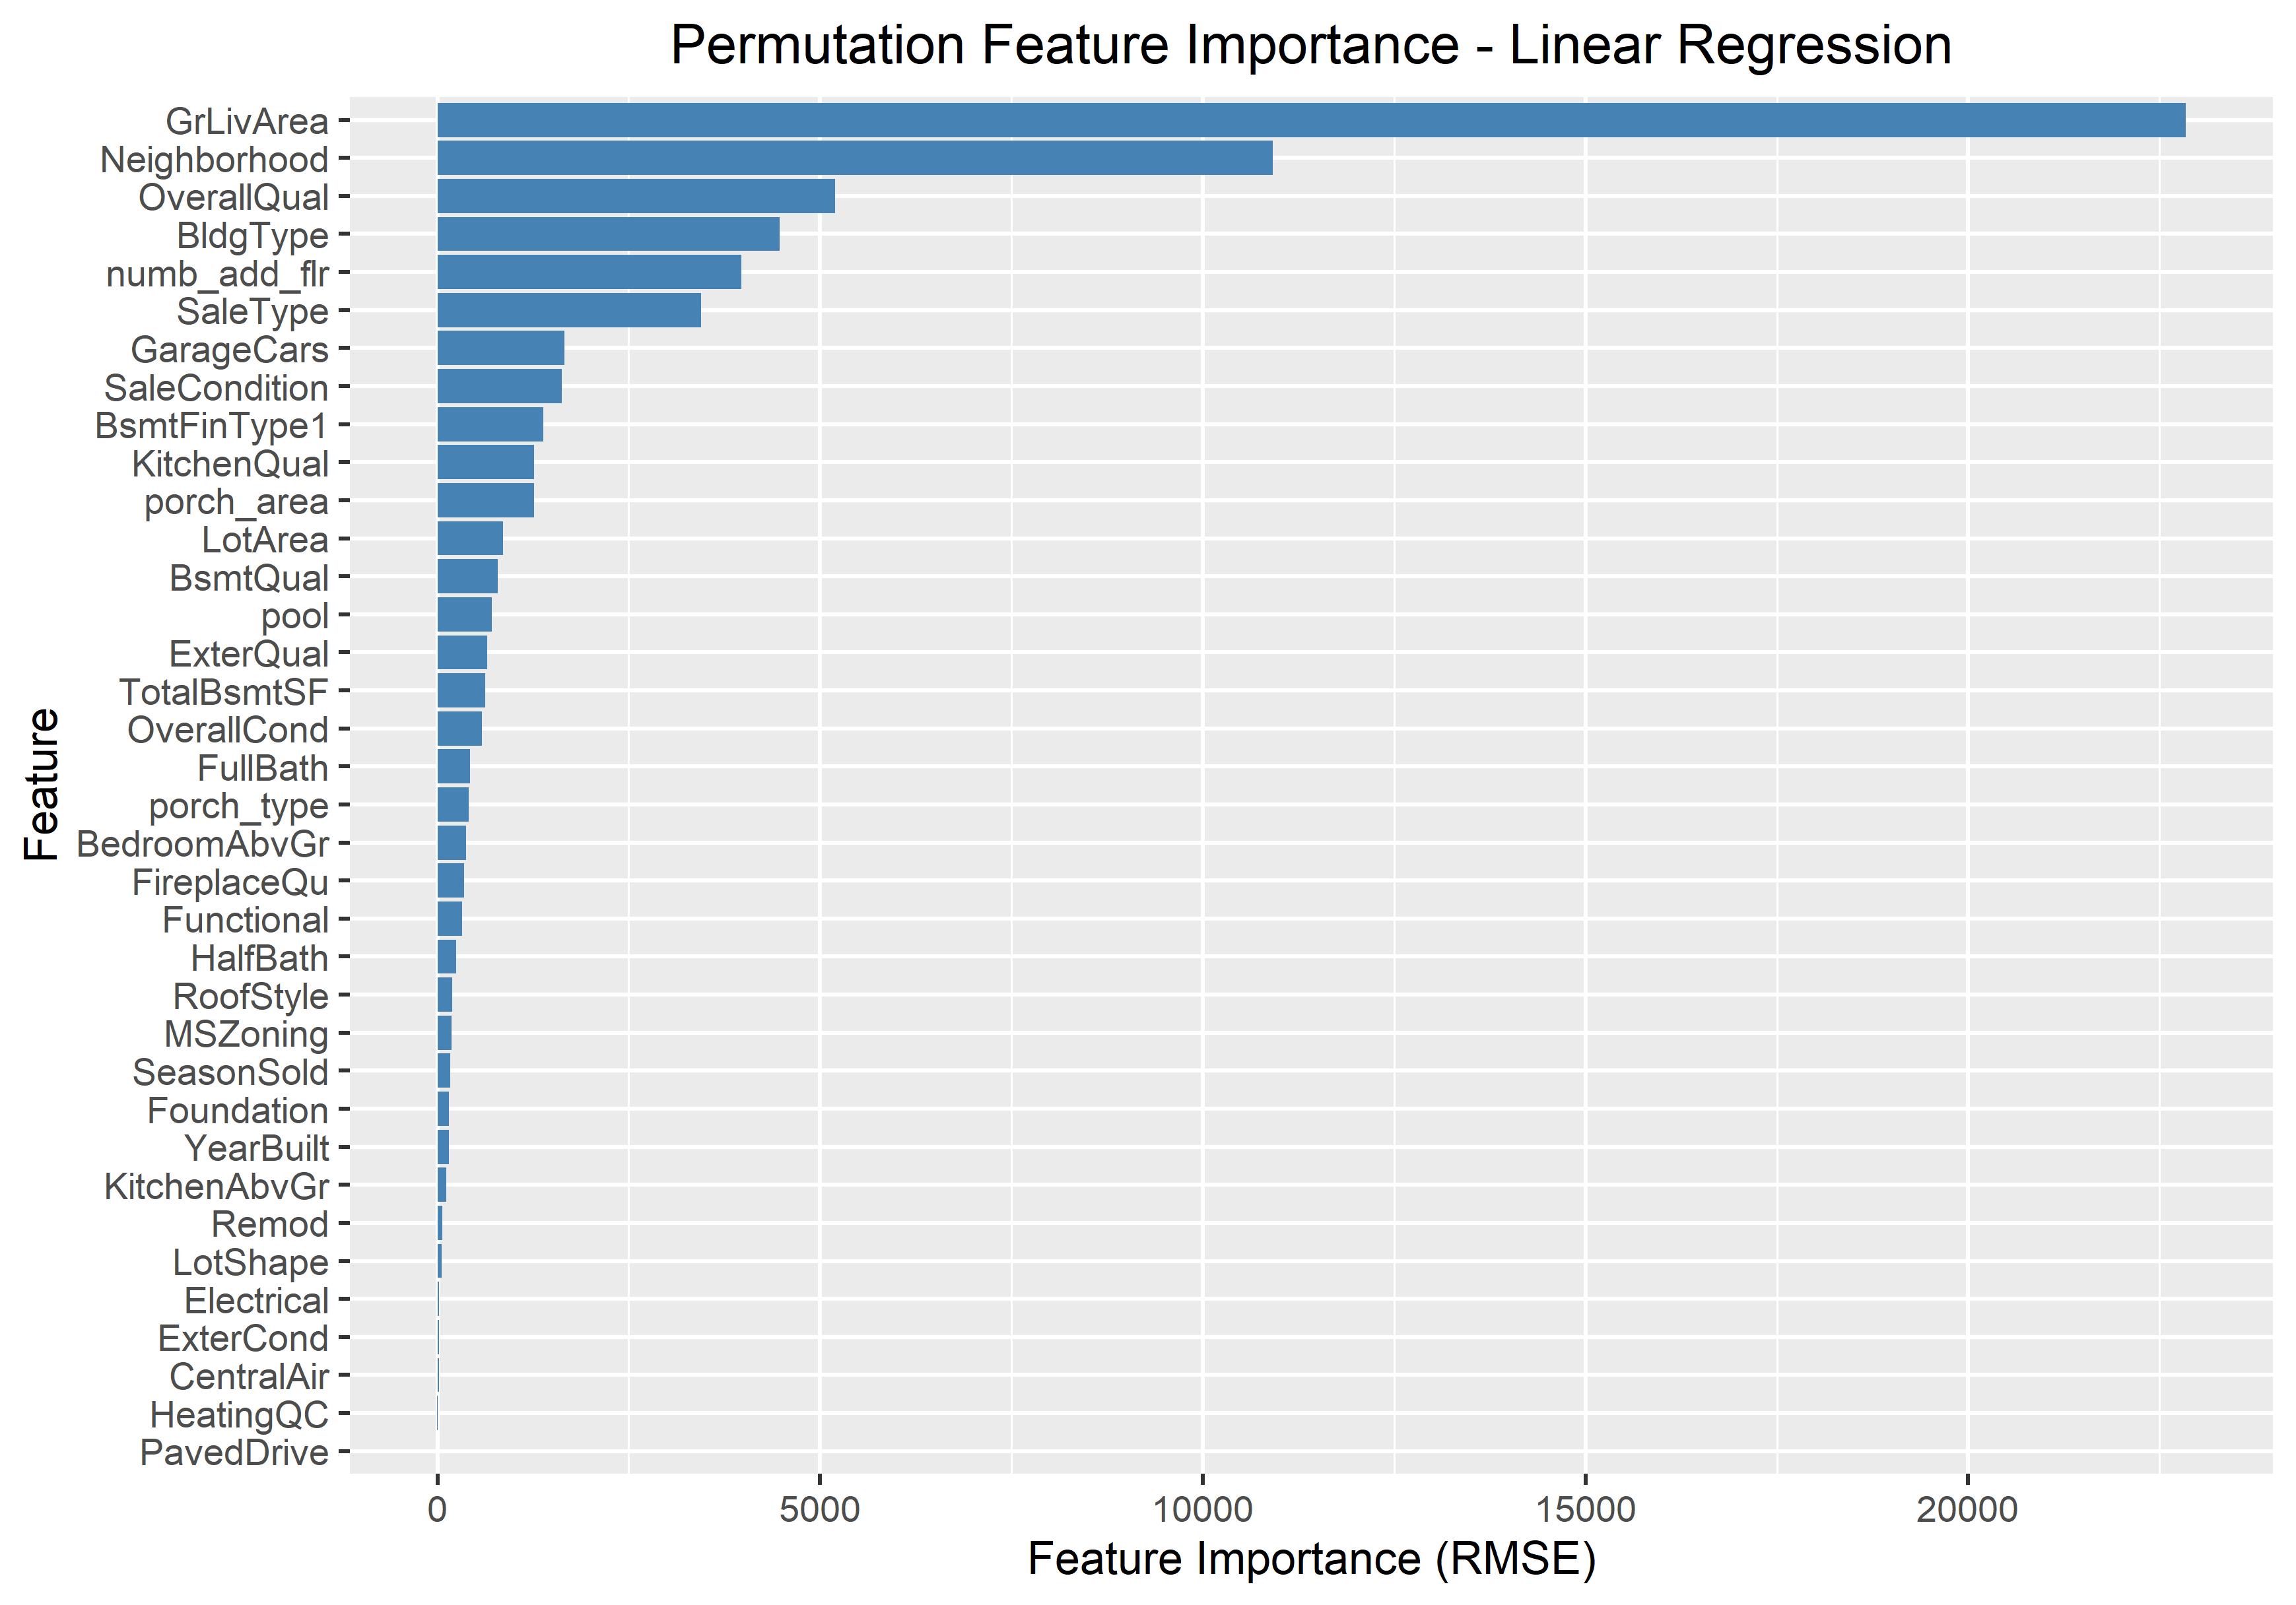 Permutation Feature Importance - Linear Regression
Feature
GrLivArea
Neighborhood
OverallQual
BldgType
numb_add_flr
SaleType
GarageCars
SaleCondition
BsmtFinType1
KitchenQual
porch_area
LotArea
BsmtQual
pool
ExterQual
TotalBsmtSF
OverallCond
FullBath
porch_type
BedroomAbvGr
FireplaceQu
Functional
HalfBath
RoofStyle
MSZoning
SeasonSold
Foundation
YearBuilt
KitchenAbvGr
Remod
LotShape
Electrical
ExterCond
CentralAir
HeatingQC
PavedDrive
0 5000 10000 15000 20000
Feature Importance (RMSE)